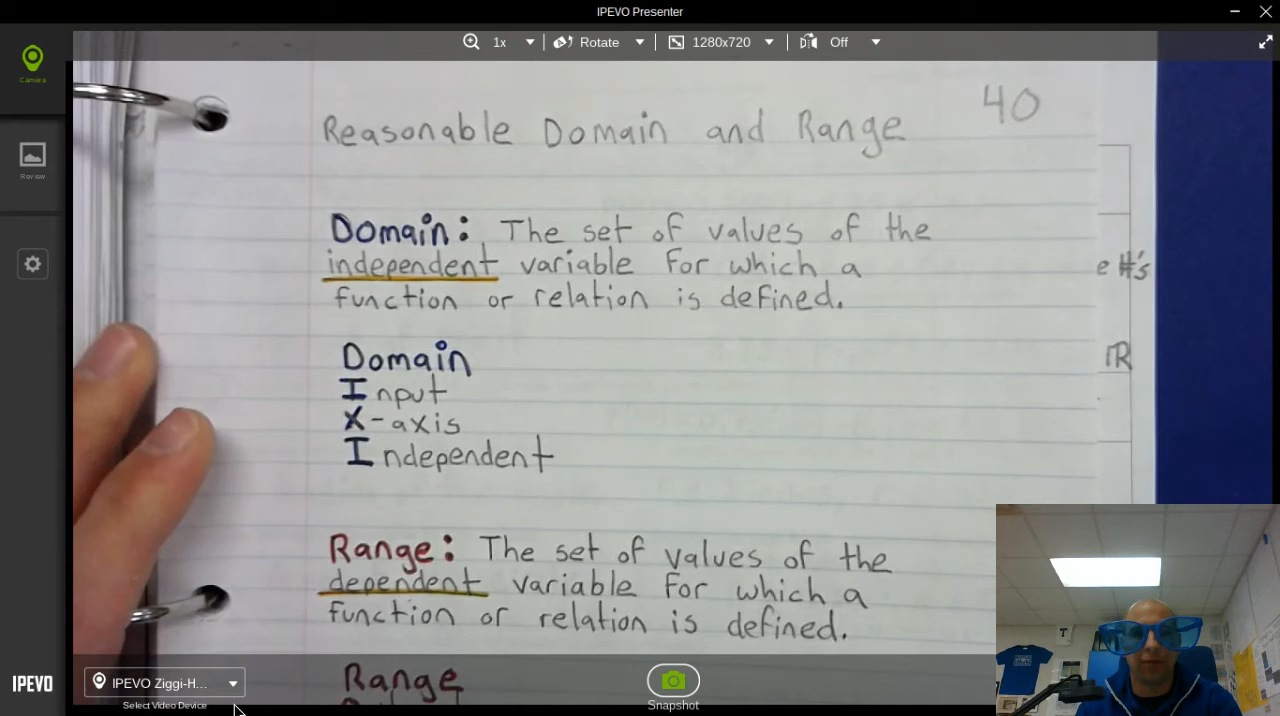 IPEVO Presenter
1x
Rotate
1280x720
Off
Camera
Review
Reasonable Domain and Range
40
Domain: The set of values of the
independent variable for which a
function or relation is defined.
e H's
Domain
Input
X-axis
Independent
IR
Range: The set of values of the
dependent variable for which a
function or relation is defined.
Range
IPEVO
IPEVO Ziggi-H...
Select Video Device
Snapshot
T